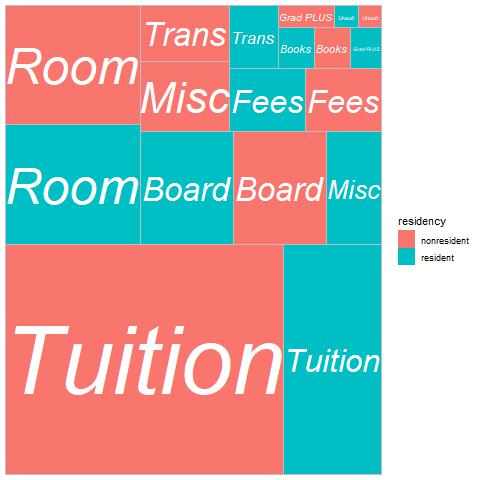 Room
Trans
Trans
Grad PLUS
Unsub
Unsub
Books
Books
Grad PLUS
Misc
Fees
Fees
Room
Board
Board
Misc
Tuition
Tuition
residency
nonresident
resident